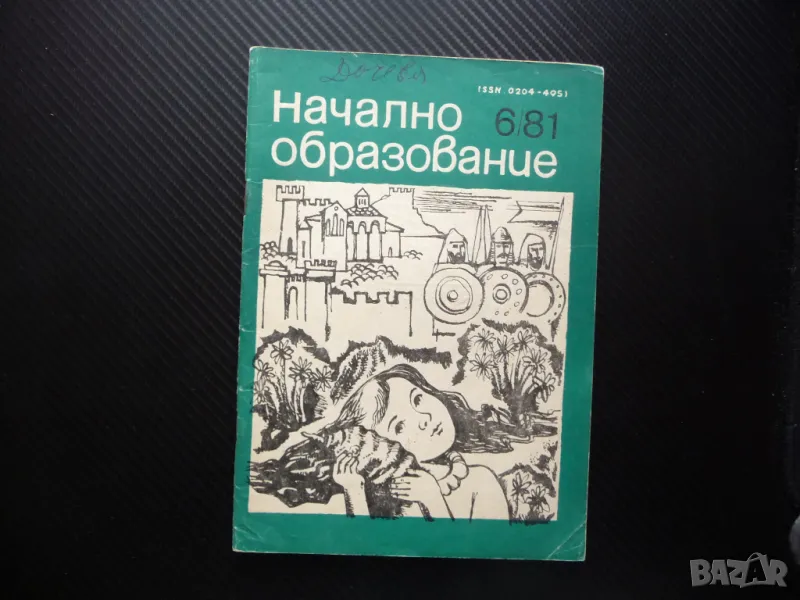 ISSN 0204-4951
Начално
6/81
образование
BAZAR